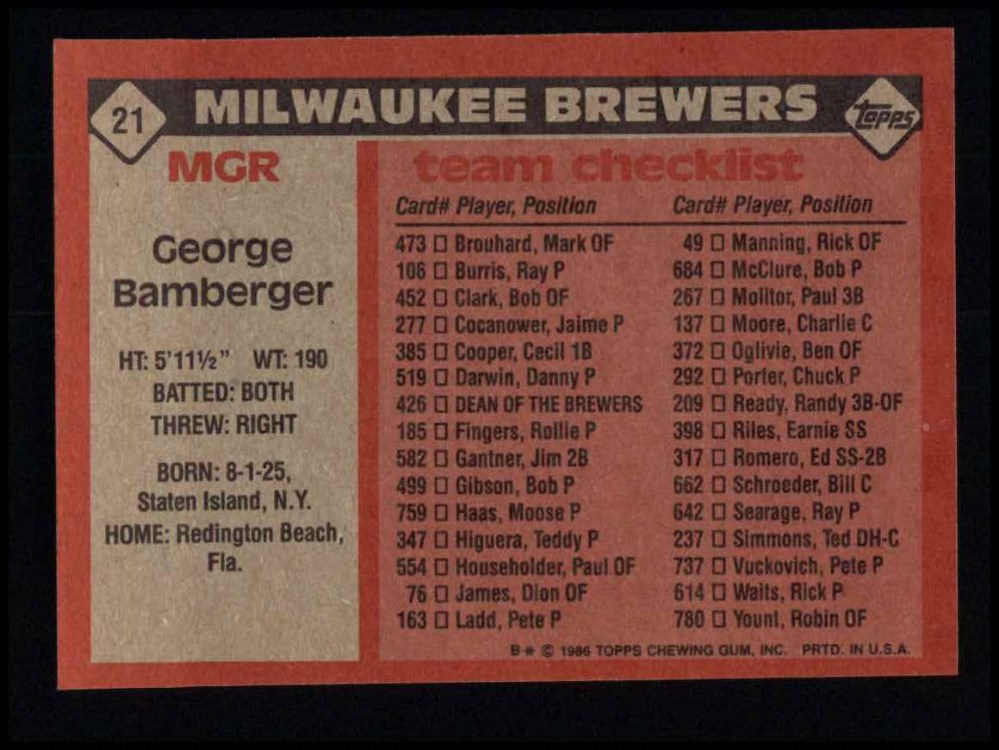 21 MILWAUKEE BREWERS topps
MGR
George
Bamberger
HT: 5'11½" WT: 190
BATTED: BOTH
THREW: RIGHT
BORN: 8-1-25,
Staten Island, N.Y.
HOME: Redington Beach,
Fla.
team checklist
Card# Player, Position
473 □ Brouhard, Mark OF
106 □ Burris, Ray P
452 □ Clark, Bob OF
277 □ Cocanower, Jaime P
385 □ Cooper, Cecil 1B
519 □ Darwin, Danny P
426 □ DEAN OF THE BREWERS
185 □ Fingers, Rollie P
582 □ Gantner, Jim 2B
499 □ Gibson, Bob P
759 □ Haas, Moose P
347 □ Higuera, Teddy P
554 □ Householder, Paul OF
76 □ James, Dion OF
163 □ Ladd, Pete P
Card# Player, Position
49 □ Manning, Rick OF
684 □ McClure, Bob P
267 □ Molitor, Paul 3B
137 □ Moore, Charlie C
372 □ Oglivie, Ben OF
292 □ Porter, Chuck P
209 □ Ready, Randy 3B-OF
398 □ Riles, Earnie SS
317 □ Romero, Ed SS-2B
662 □ Schroeder, Bill C
642 □ Searage, Ray P
237 □ Simmons, Ted DH-C
737 □ Vuckovich, Pete P
614 □ Waits, Rick P
780 □ Yount, Robin OF
B * © 1986 TOPPS CHEWING GUM, INC. PRTD. IN U.S.A.